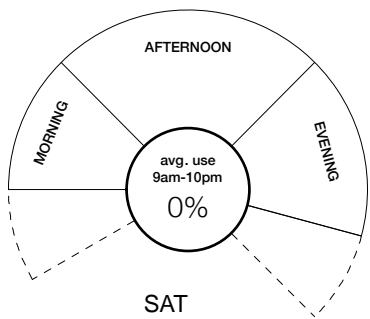 AFTERNOON
MORNING
EVENING
avg. use
9am-10pm
0%
SAT